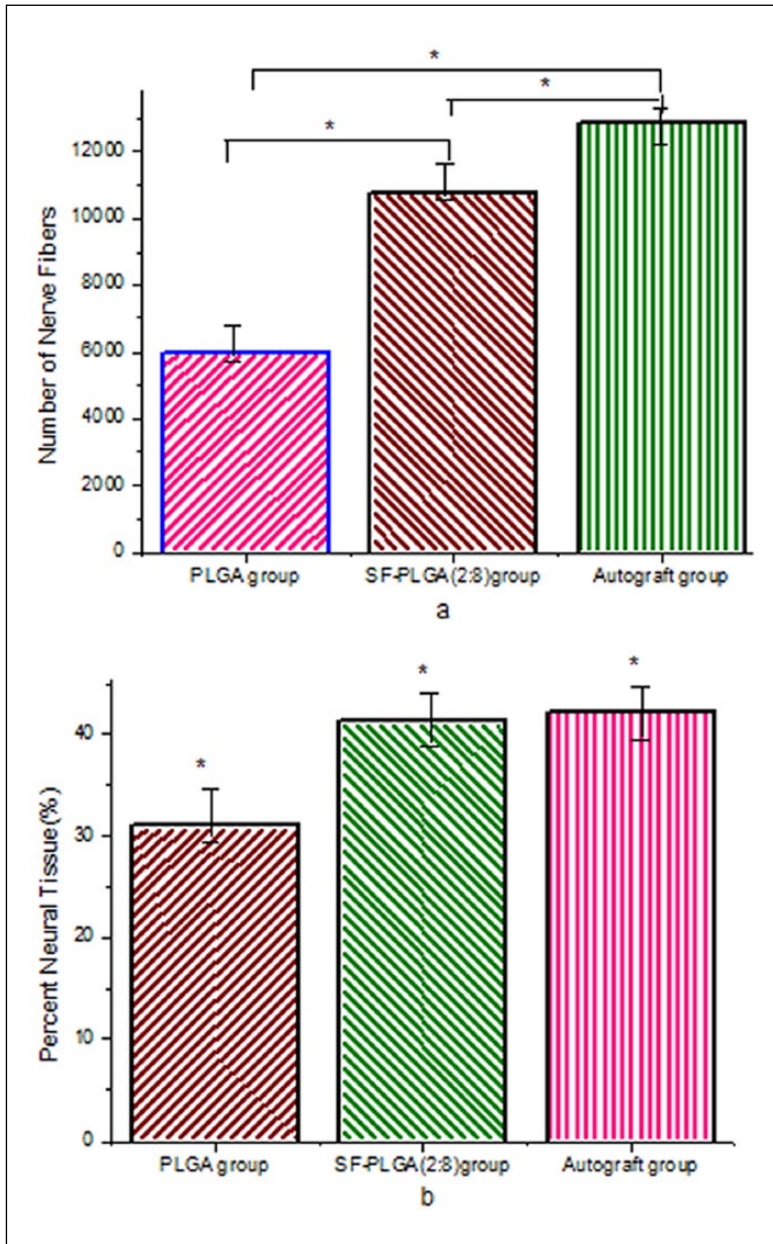 *
*
*
Number of Nerve Fibers
12000
10000
8000
6000
4000
2000
0
PLGA group
SF-PLGA(2:8)group
Autograft group
a
*
*
*
Percent Neural Tissue(%)
40
30
20
10
0
PLGA group
SF-PLGA(2:8)group
Autograft group
b